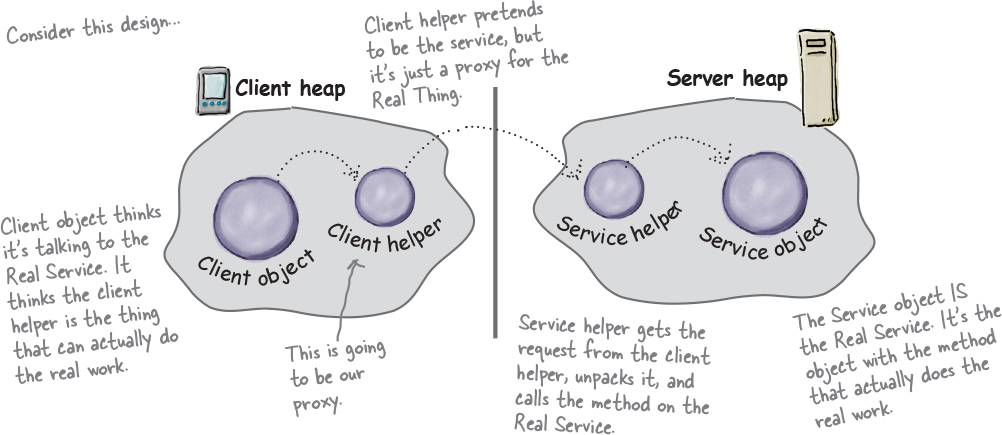 Consider this design...
Client helper pretends
to be the service, but
it's just a proxy for the
Real Thing.
Client heap
Server heap
Client object thinks
it's talking to the
Real Service. It
thinks the client
helper is the thing
that can actually do
the real work.
Client object
Client helper
This is going
to be our
proxy.
Service helper
Service object
Service helper gets the
request from the client
helper, unpacks it, and
calls the method on the
Real Service.
The Service object IS
the Real Service. It's the
object with the method
that actually does the
real work.